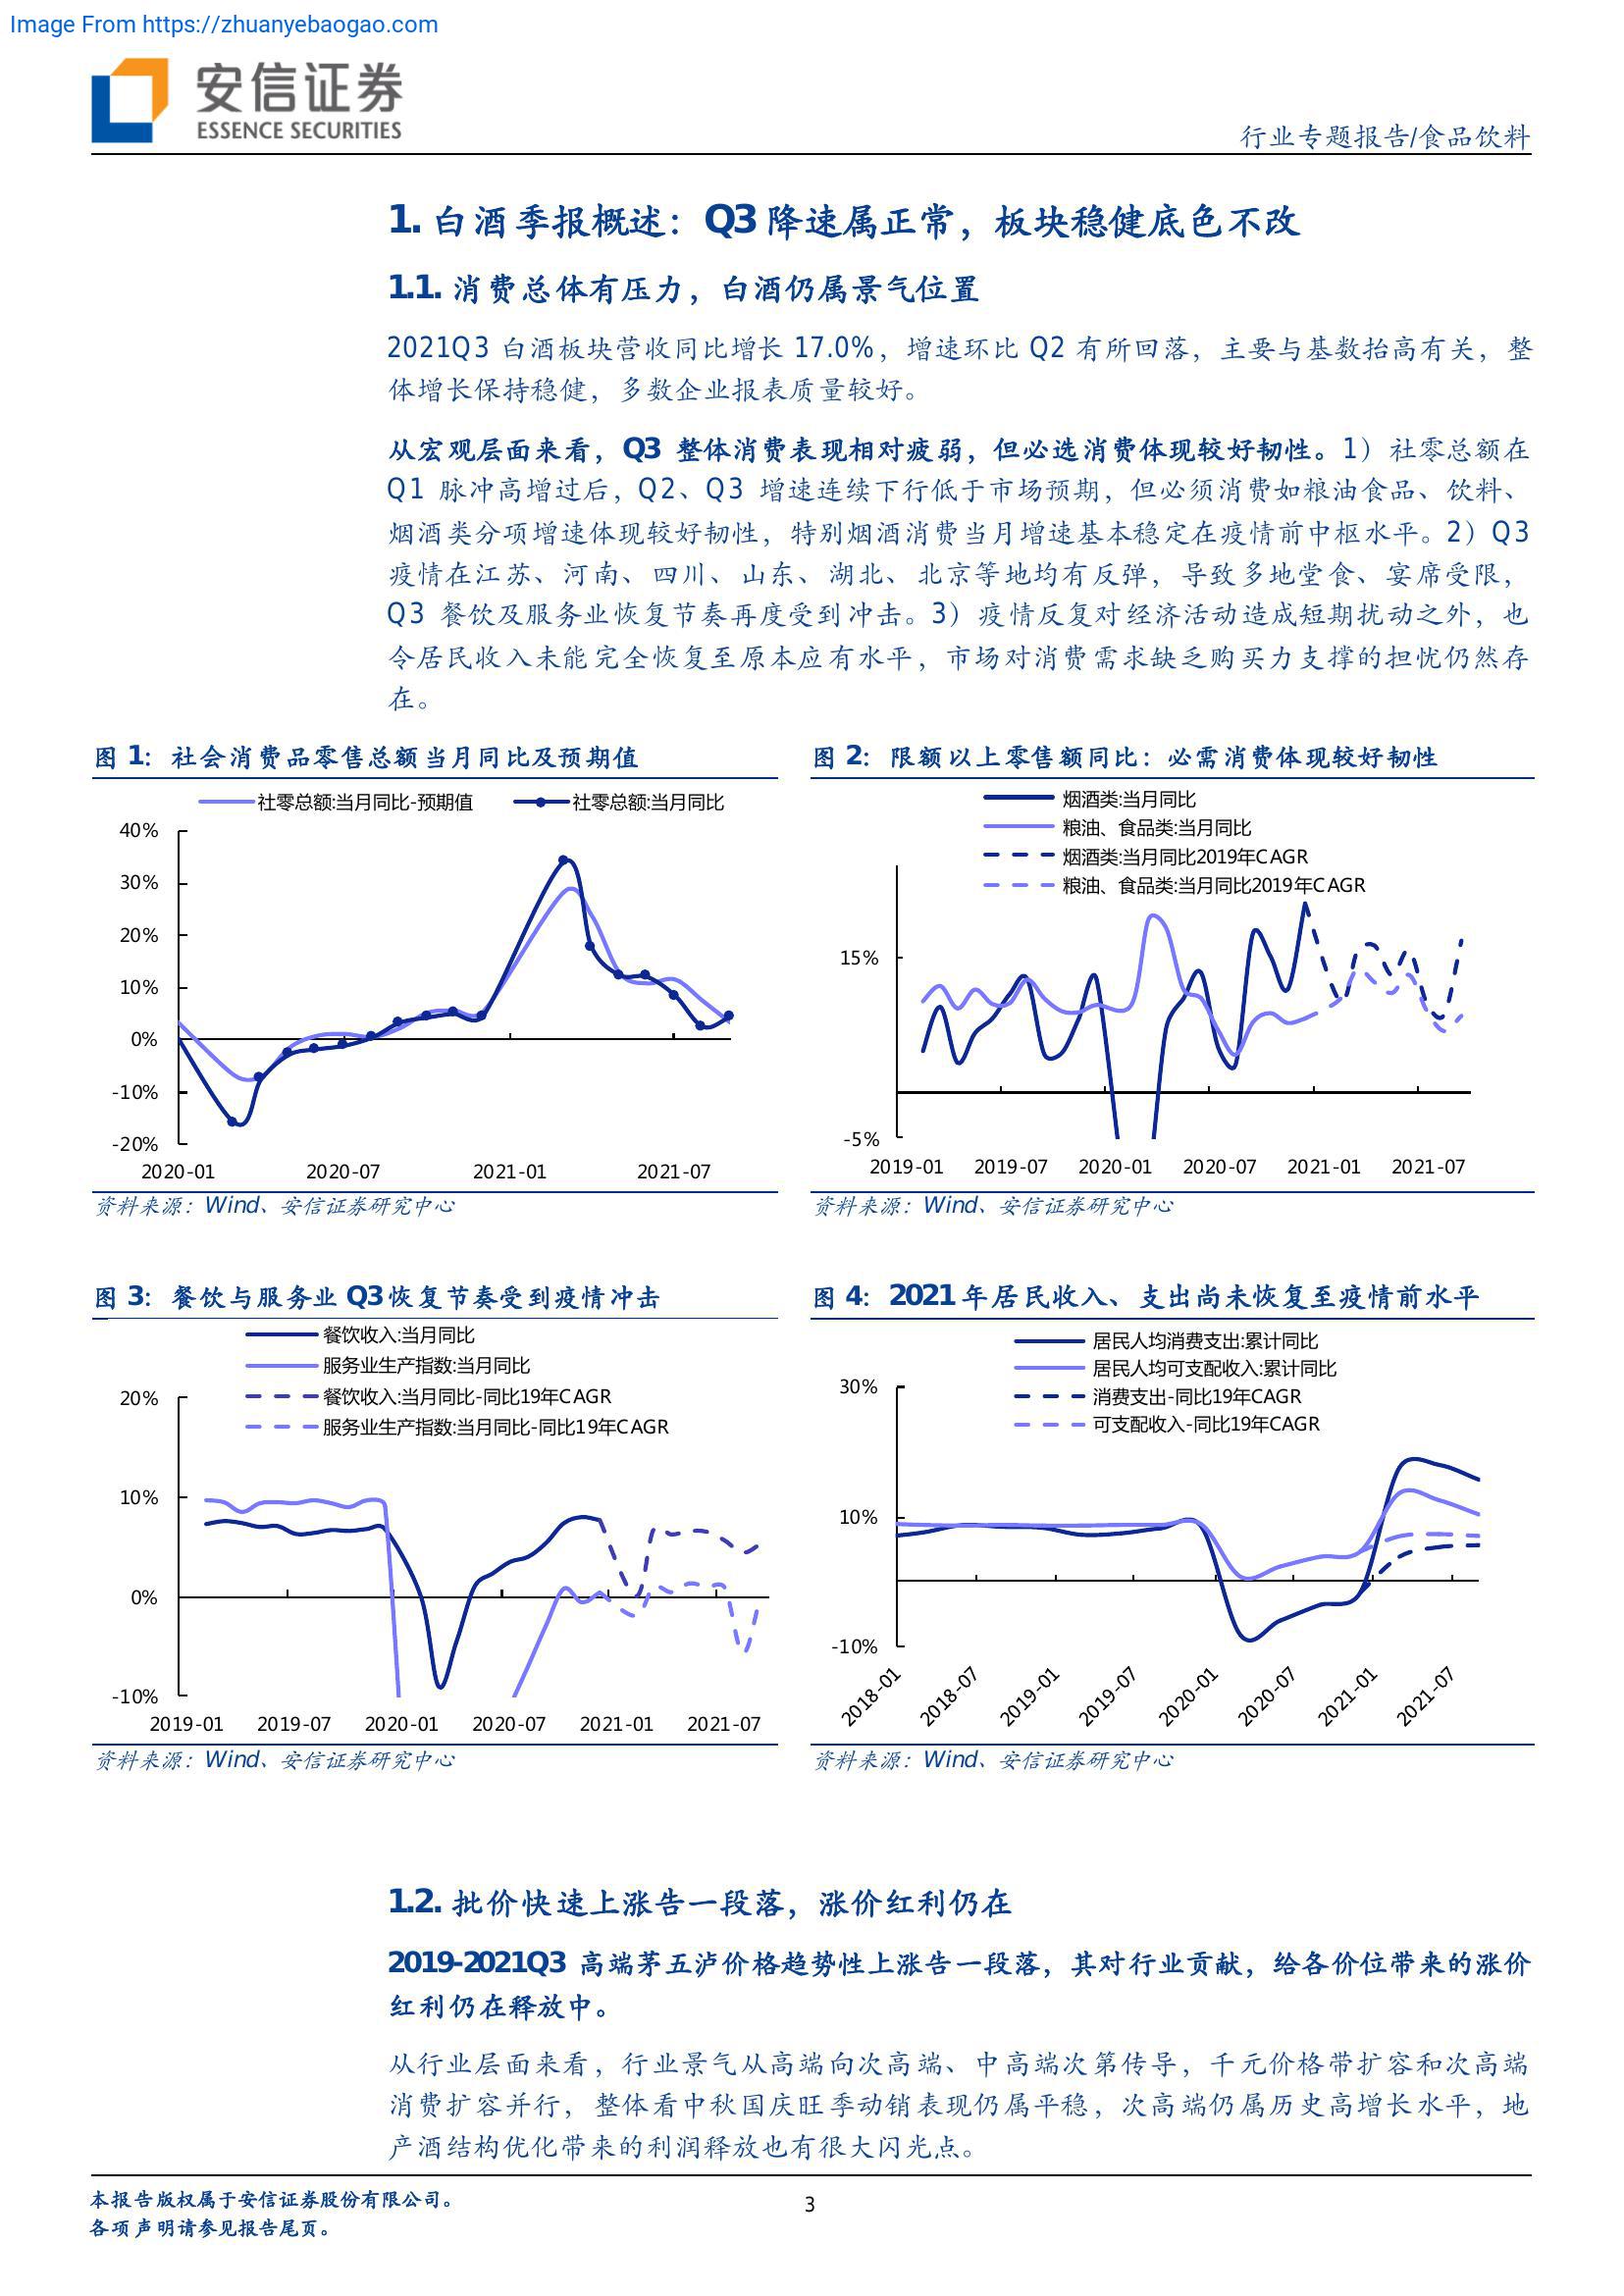 Image From https://zhuanyebaogao.com
安信证券
ESSENCE SECURITIES
行业专题报告/食品饮料
1. 白酒季报概述：Q3 降速属正常，板块稳健底色不改
1.1. 消费总体有压力，白酒仍属景气位置
2021Q3 白酒板块营收同比增长 17.0%，增速环比 Q2 有所回落，主要与基数抬高有关，整
体增长保持稳健，多数企业报表质量较好。
从宏观层面来看，Q3 整体消费表现相对疲弱，但必选消费体现较好韧性。1）社零总额在
Q1 脉冲高增过后，Q2、Q3 增速连续下行低于市场预期，但必须消费如粮油食品、饮料、
烟酒类分项增速体现较好韧性，特别烟酒消费当月增速基本稳定在疫情前中枢水平。2）Q3
疫情在江苏、河南、四川、山东、湖北、北京等地均有反弹，导致多地堂食、宴席受限，
Q3 餐饮及服务业恢复节奏再度受到冲击。3）疫情反复对经济活动造成短期扰动之外，也
令居民收入未能完全恢复至原本应有水平，市场对消费需求缺乏购买力支撑的担忧仍然存
在。
图 1：社会消费品零售总额当月同比及预期值
社零总额:当月同比-预期值
社零总额:当月同比
40%
30%
20%
10%
0%
-10%
-20%
2020-01
2020-07
2021-01
2021-07
资料来源：Wind、安信证券研究中心
图 2：限额以上零售额同比：必需消费体现较好韧性
烟酒类:当月同比
粮油、食品类:当月同比
烟酒类:当月同比2019年CAGR
粮油、食品类:当月同比2019年CAGR
15%
-5%
2019-01
2019-07
2020-01
2020-07
2021-01
2021-07
资料来源：Wind、安信证券研究中心
图 3：餐饮与服务业 Q3恢复节奏受到疫情冲击
餐饮收入:当月同比
服务业生产指数:当月同比
餐饮收入:当月同比-同比19年CAGR
服务业生产指数:当月同比-同比19年CAGR
20%
10%
0%
-10%
2019-01
2019-07
2020-01
2020-07
2021-01
2021-07
资料来源：Wind、安信证券研究中心
图 4：2021 年居民收入、支出尚未恢复至疫情前水平
居民人均消费支出:累计同比
居民人均可支配收入:累计同比
消费支出-同比19年CAGR
可支配收入-同比19年CAGR
30%
10%
-10%
2018-01
2018-07
2019-01
2019-07
2020-01
2020-07
2021-01
2021-07
资料来源：Wind、安信证券研究中心
1.2. 批价快速上涨告一段落，涨价红利仍在
2019-2021Q3 高端茅五泸价格趋势性上涨告一段落，其对行业贡献，给各价位带来的涨价
红利仍在释放中。
从行业层面来看，行业景气从高端向次高端、中高端次第传导，千元价格带扩容和次高端
消费扩容并行，整体看中秋国庆旺季动销表现仍属平稳，次高端仍属历史高增长水平，地
产酒结构优化带来的利润释放也有很大闪光点。
本报告版权属于安信证券股份有限公司。
各项声明请参见报告尾页。
3